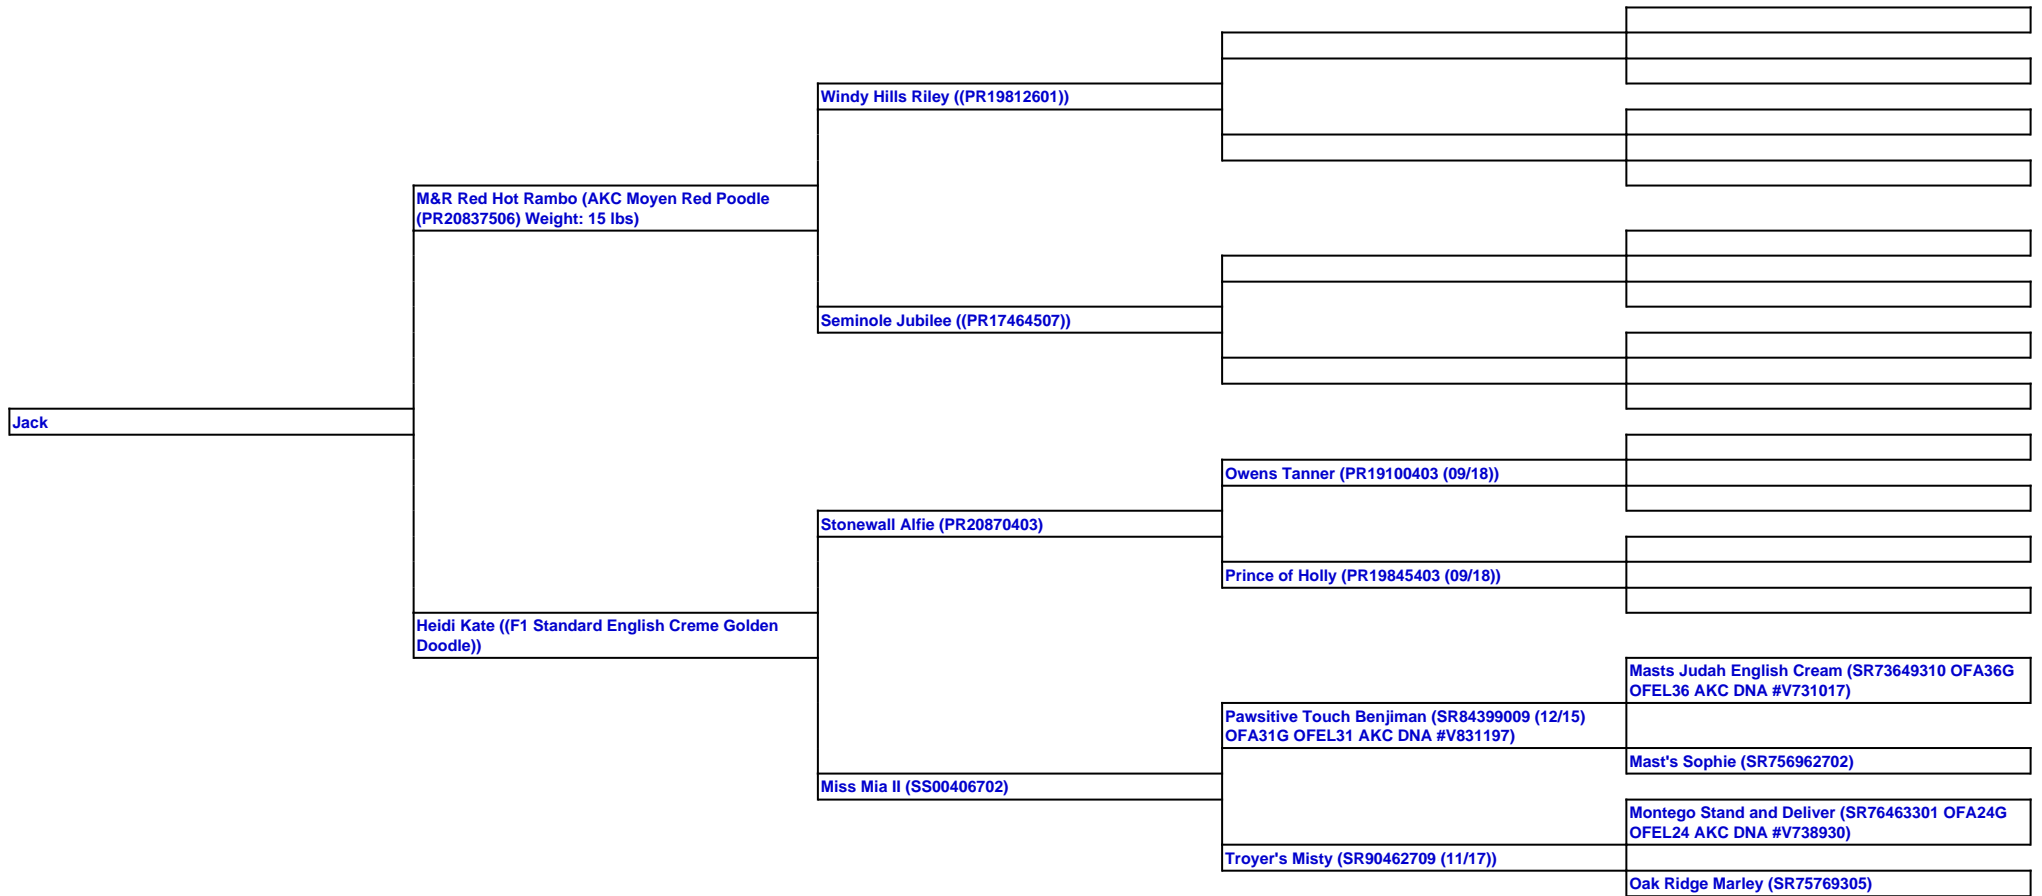 Windy Hills Riley ((PR19812601))
M&R Red Hot Rambo (AKC Moyen Red Poodle
(PR20837506) Weight: 15 lbs)
Seminole Jubilee ((PR17464507))
Jack
Owens Tanner (PR19100403 (09/18))
Stonewall Alfie (PR20870403)
Prince of Holly (PR19845403 (09/18))
Heidi Kate ((F1 Standard English Creme Golden
Doodle))
Masts Judah English Cream (SR73649310 OFA36G
OFEL36 AKC DNA #V731017)
Pawsitive Touch Benjiman (SR84399009 (12/15)
OFA31G OFEL31 AKC DNA #V831197)
Mast's Sophie (SR756962702)
Miss Mia II (SS00406702)
Montego Stand and Deliver (SR76463301 OFA24G
OFEL24 AKC DNA #V738930)
Troyer's Misty (SR90462709 (11/17))
Oak Ridge Marley (SR75769305)